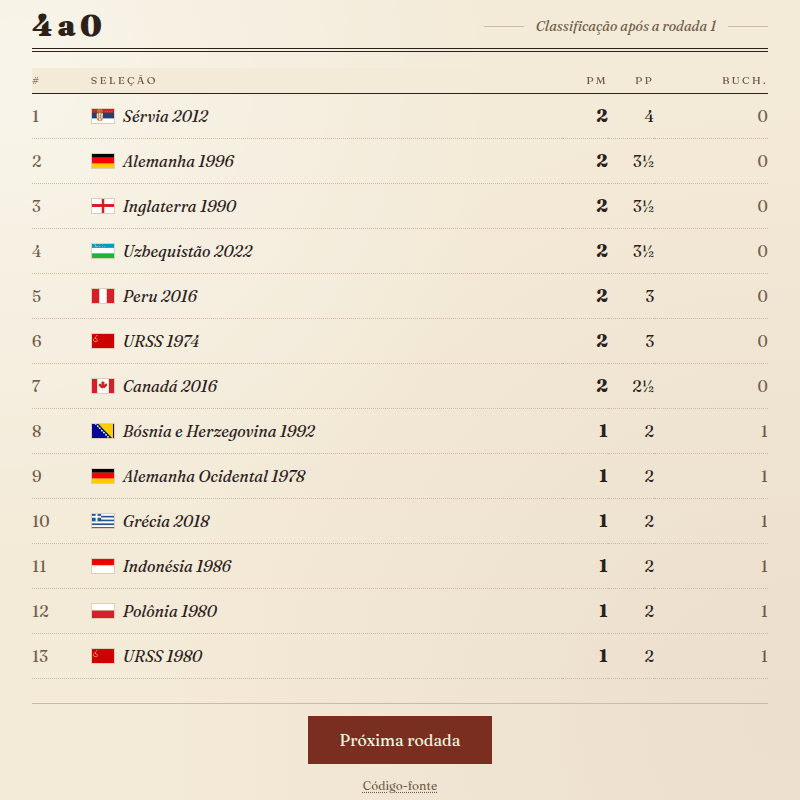 4 a 0 Classificação após a rodada 1
# SELEÇÃO PM PP BUCH.
1 Sérvia 2012 2 4 0
2 Alemanha 1996 2 3½ 0
3 Inglaterra 1990 2 3½ 0
4 Uzbequistão 2022 2 3½ 0
5 Peru 2016 2 3 0
6 URSS 1974 2 3 0
7 Canadá 2016 2 2½ 0
8 Bósnia e Herzegovina 1992 1 2 1
9 Alemanha Ocidental 1978 1 2 1
10 Grécia 2018 1 2 1
11 Indonésia 1986 1 2 1
12 Polônia 1980 1 2 1
13 URSS 1980 1 2 1
Próxima rodada
Código-fonte